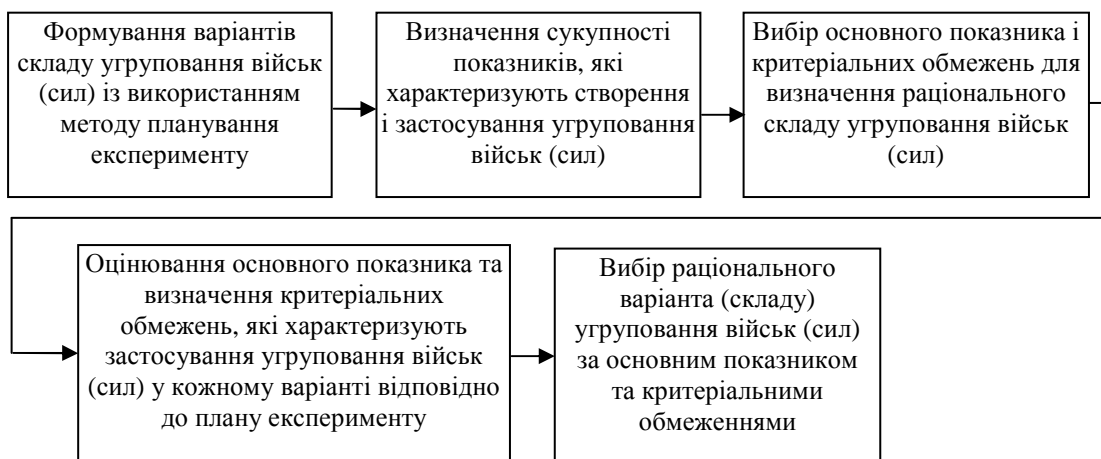 Формування варіантів
складу угруповання військ
(сил) із використанням
методу планування
експерименту
Визначення сукупності
показників, які
характеризують створення
і застосування угруповання
військ (сил)
Вибір основного показника і
критеріальних обмежень для
визначення раціонального
складу угруповання військ
(сил)
Оцінювання основного показника та
визначення критеріальних
обмежень, які характеризують
застосування угруповання військ
(сил) у кожному варіанті відповідно
до плану експерименту
Вибір раціонального
варіанта (складу)
угруповання військ (сил)
за основним показником
та критеріальними
обмеженнями